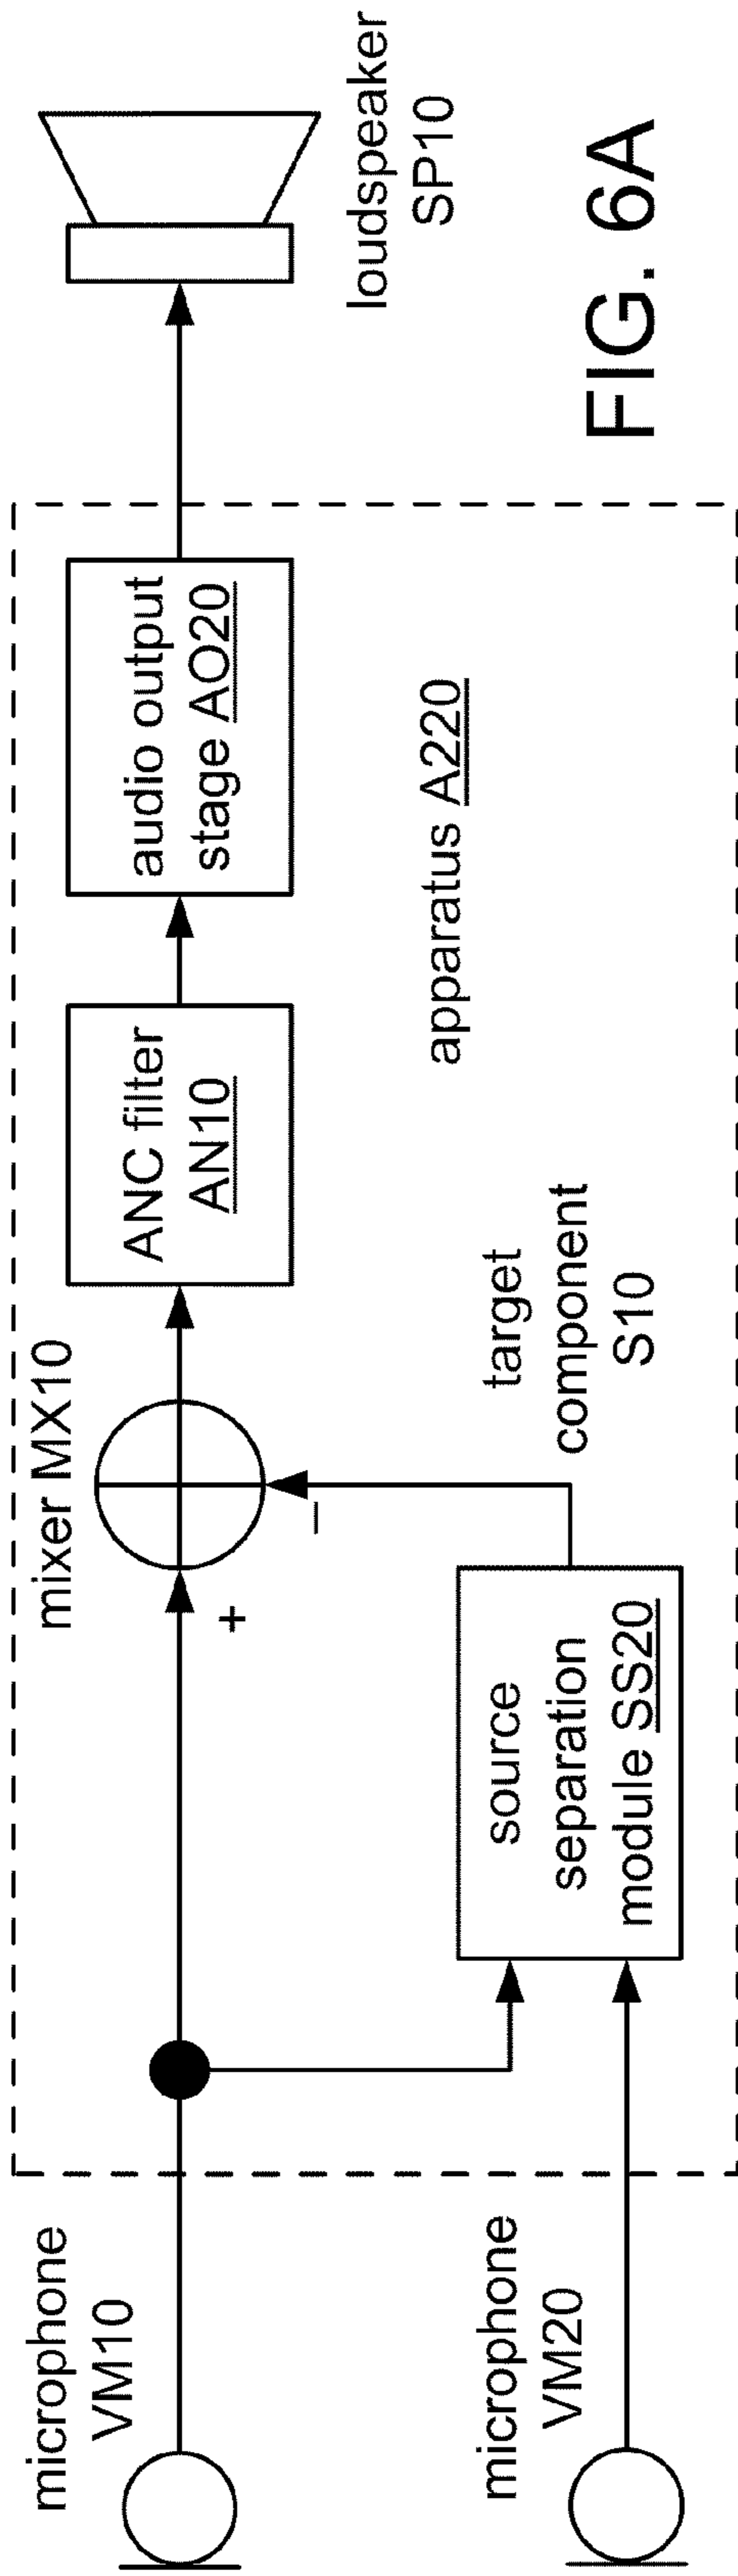 microphone
VM10
microphone
VM20
+
source
separation
module SS20
mixer MX10
–
target
component
S10
ANC filter
AN10
apparatus A220
audio output
stage AO20
loudspeaker
SP10
FIG. 6A